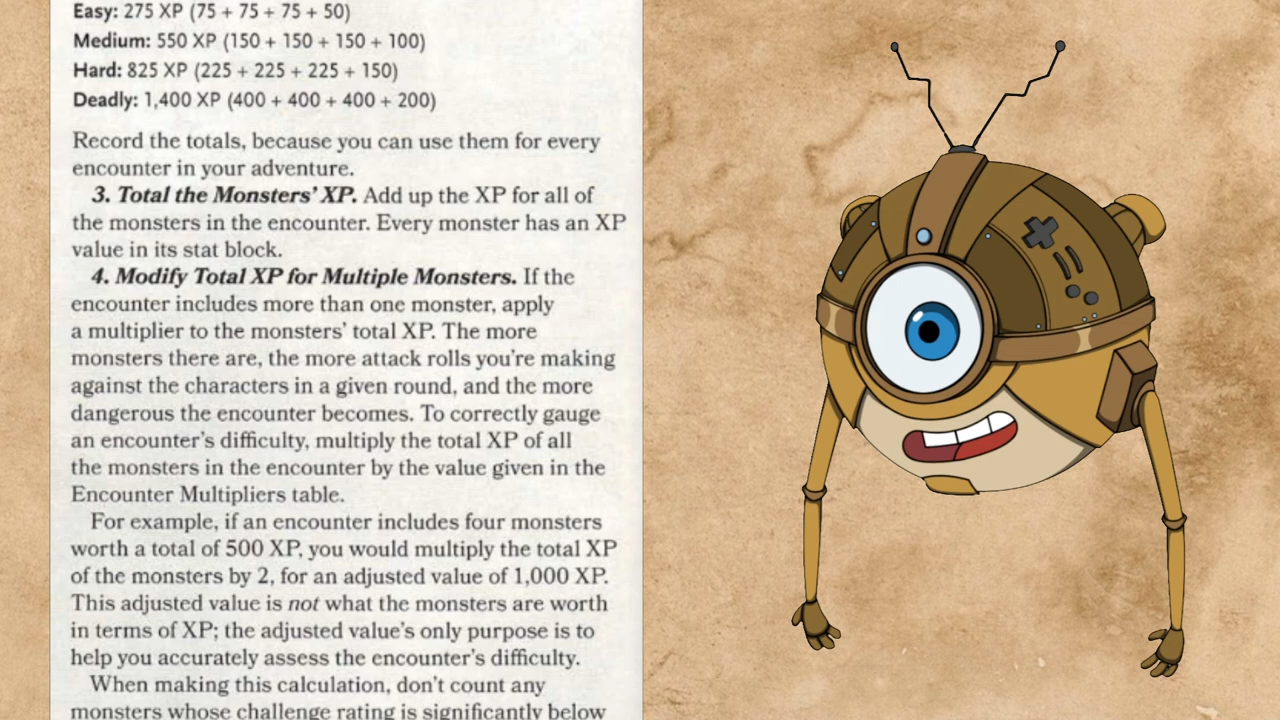 Easy: 275 XP (75 + 75 + 75 + 50)
Medium: 550 XP (150 + 150 + 150 + 100)
Hard: 825 XP (225 + 225 + 225 + 150)
Deadly: 1,400 XP (400 + 400 + 400 + 200)
Record the totals, because you can use them for every
encounter in your adventure.
3. Total the Monsters' XP. Add up the XP for all of
the monsters in the encounter. Every monster has an XP
value in its stat block.
4. Modify Total XP for Multiple Monsters. If the
encounter includes more than one monster, apply
a multiplier to the monsters' total XP. The more
monsters there are, the more attack rolls you're making
against the characters in a given round, and the more
dangerous the encounter becomes. To correctly gauge
an encounter's difficulty, multiply the total XP of all
the monsters in the encounter by the value given in the
Encounter Multipliers table.
For example, if an encounter includes four monsters
worth a total of 500 XP, you would multiply the total XP
of the monsters by 2, for an adjusted value of 1,000 XP.
This adjusted value is not what the monsters are worth
in terms of XP; the adjusted value's only purpose is to
help you accurately assess the encounter's difficulty.
When making this calculation, don't count any
monsters whose challenge rating is significantly below